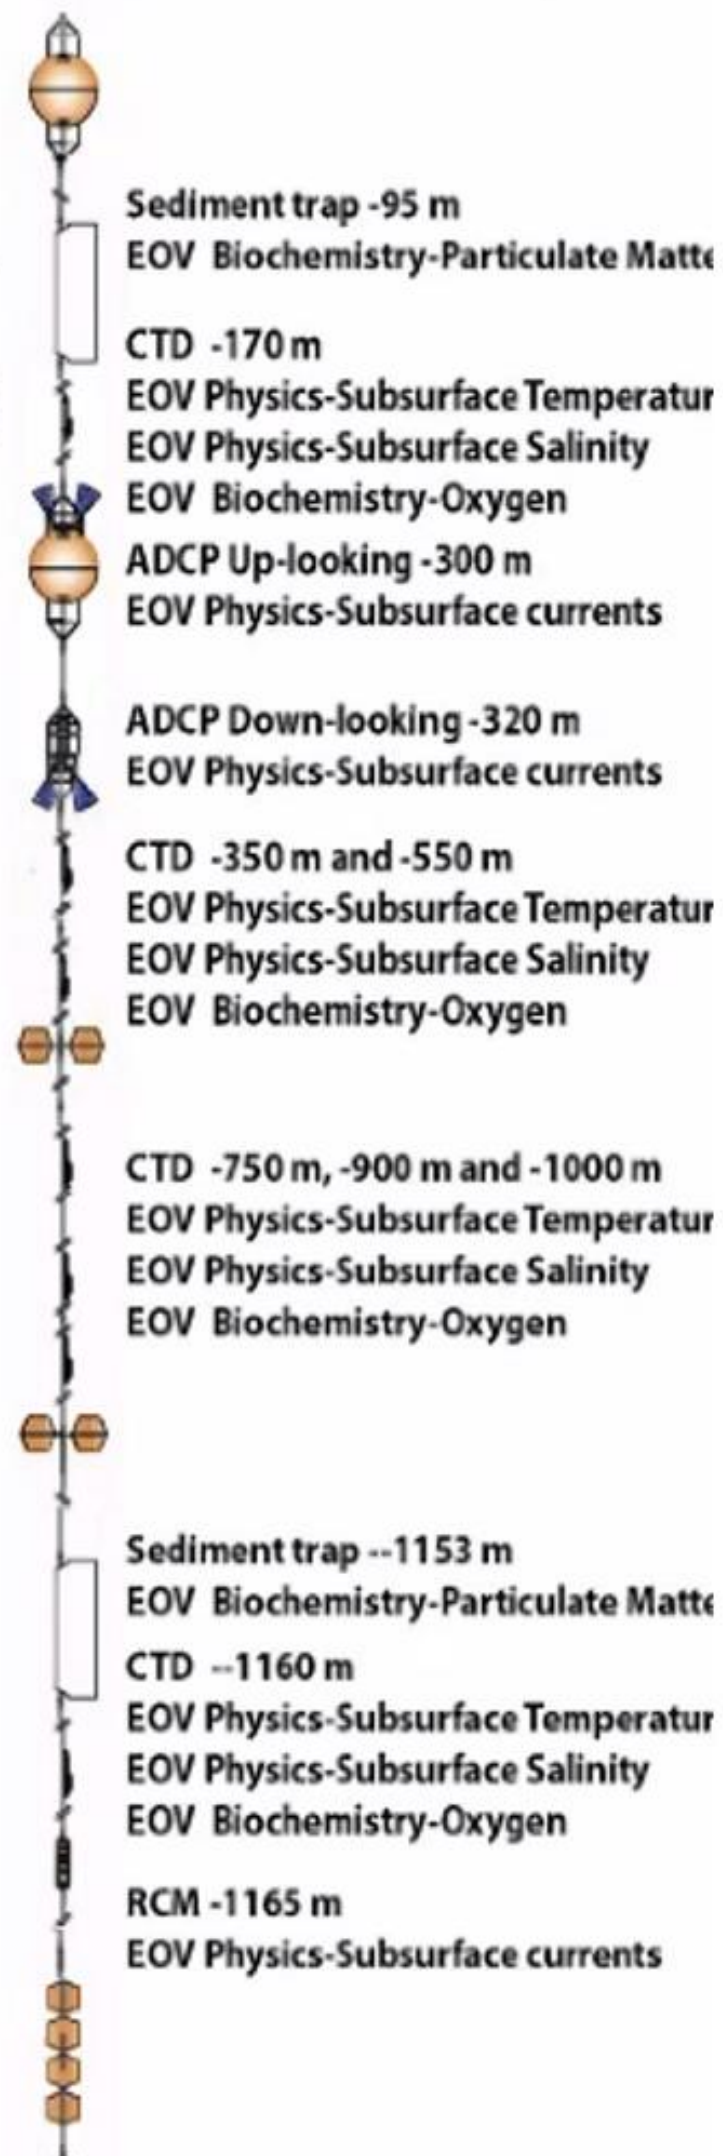 Sediment trap -95 m
EOV Biochemistry-Particulate Matte
CTD -170 m
EOV Physics-Subsurface Temperatur
EOV Physics-Subsurface Salinity
EOV Biochemistry-Oxygen
ADCP Up-looking -300 m
EOV Physics-Subsurface currents
ADCP Down-looking -320 m
EOV Physics-Subsurface currents
CTD -350 m and -550 m
EOV Physics-Subsurface Temperatur
EOV Physics-Subsurface Salinity
EOV Biochemistry-Oxygen
CTD -750 m, -900 m and -1000 m
EOV Physics-Subsurface Temperatur
EOV Physics-Subsurface Salinity
EOV Biochemistry-Oxygen
Sediment trap --1153 m
EOV Biochemistry-Particulate Matte
CTD --1160 m
EOV Physics-Subsurface Temperatur
EOV Physics-Subsurface Salinity
EOV Biochemistry-Oxygen
RCM -1165 m
EOV Physics-Subsurface currents